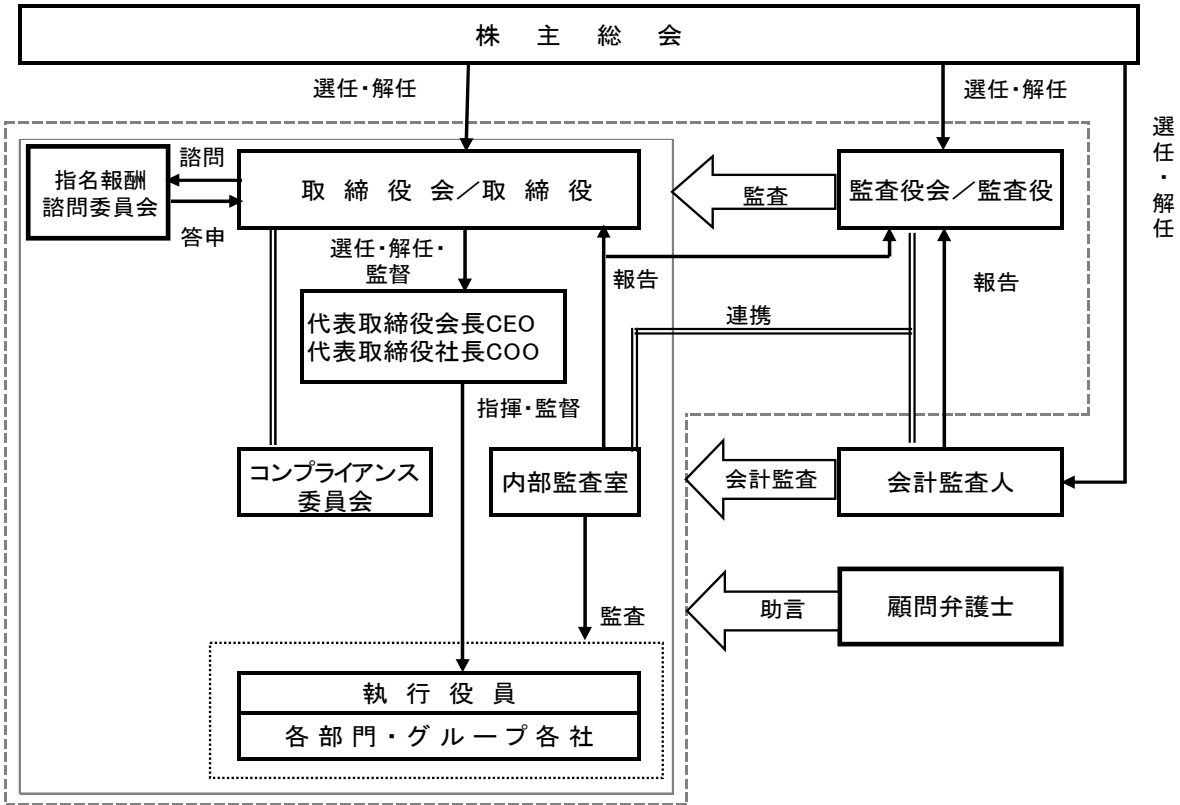 株主総会
選任・解任
選任・解任
選任・解任
指名報酬
諮問委員会
諮問
答申
取締役会／取締役
監査
監査役会／監査役
選任・解任・
監督
報告
報告
代表取締役会長CEO
代表取締役社長COO
連携
指揮・監督
コンプライアンス
委員会
内部監査室
会計監査
会計監査人
助言
顧問弁護士
監査
執行役員
各部門・グループ各社